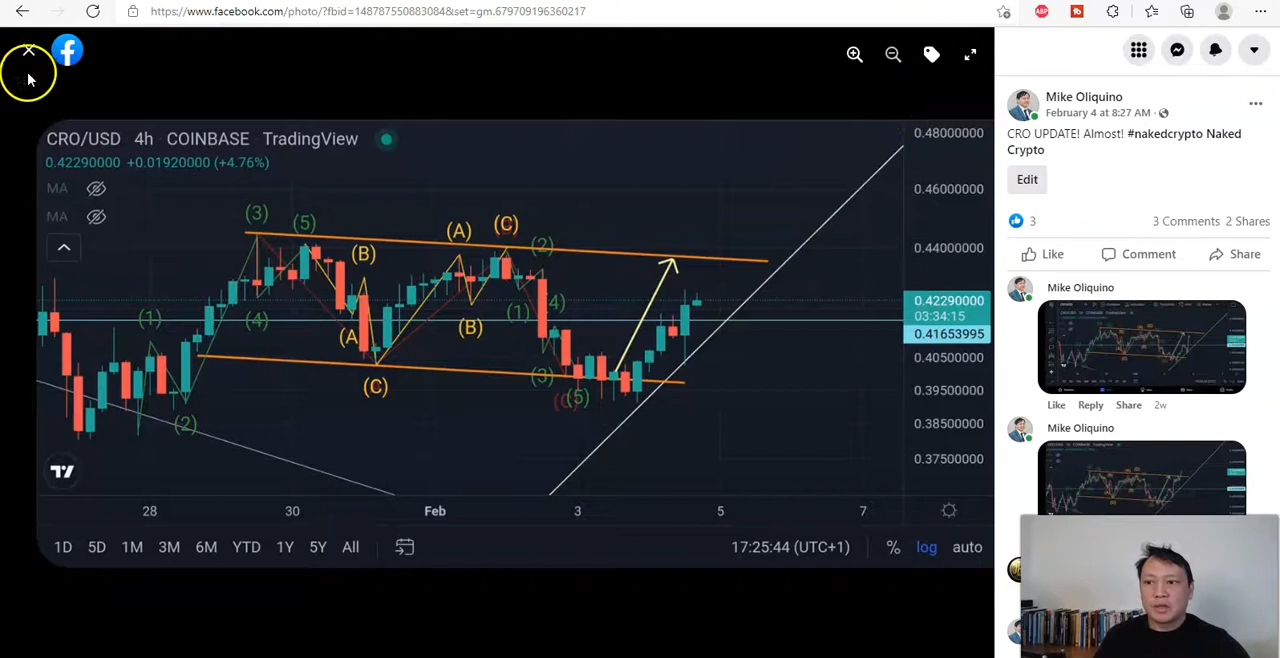 https://www.facebook.com/photo/?fbid=148787550883084&set=gm.679709196360217
ABP
CRO/USD 4h COINBASE TradingView
0.42290000 +0.01920000 (+4.76%)
MA
MA
(3)
(5)
(B)
(A)
(C)
(2)
(1)
(4)
(A
(B)
(1)
4)
(2)
(C)
(3)
(5)
0.48000000
0.46000000
0.44000000
0.42290000
03:34:15
0.41653995
0.40500000
0.39500000
0.38500000
0.37500000
28 30 Feb 3 5 7
1D 5D 1M 3M 6M YTD 1Y 5Y All
17:25:44 (UTC+1) % log auto
Mike Oliquino
February 4 at 8:27 AM
CRO UPDATE! Almost! #nakedcrypto Naked
Crypto
Edit
3
3 Comments 2 Shares
Like Comment Share
Mike Oliquino
Like Reply Share 2w
Mike Oliquino